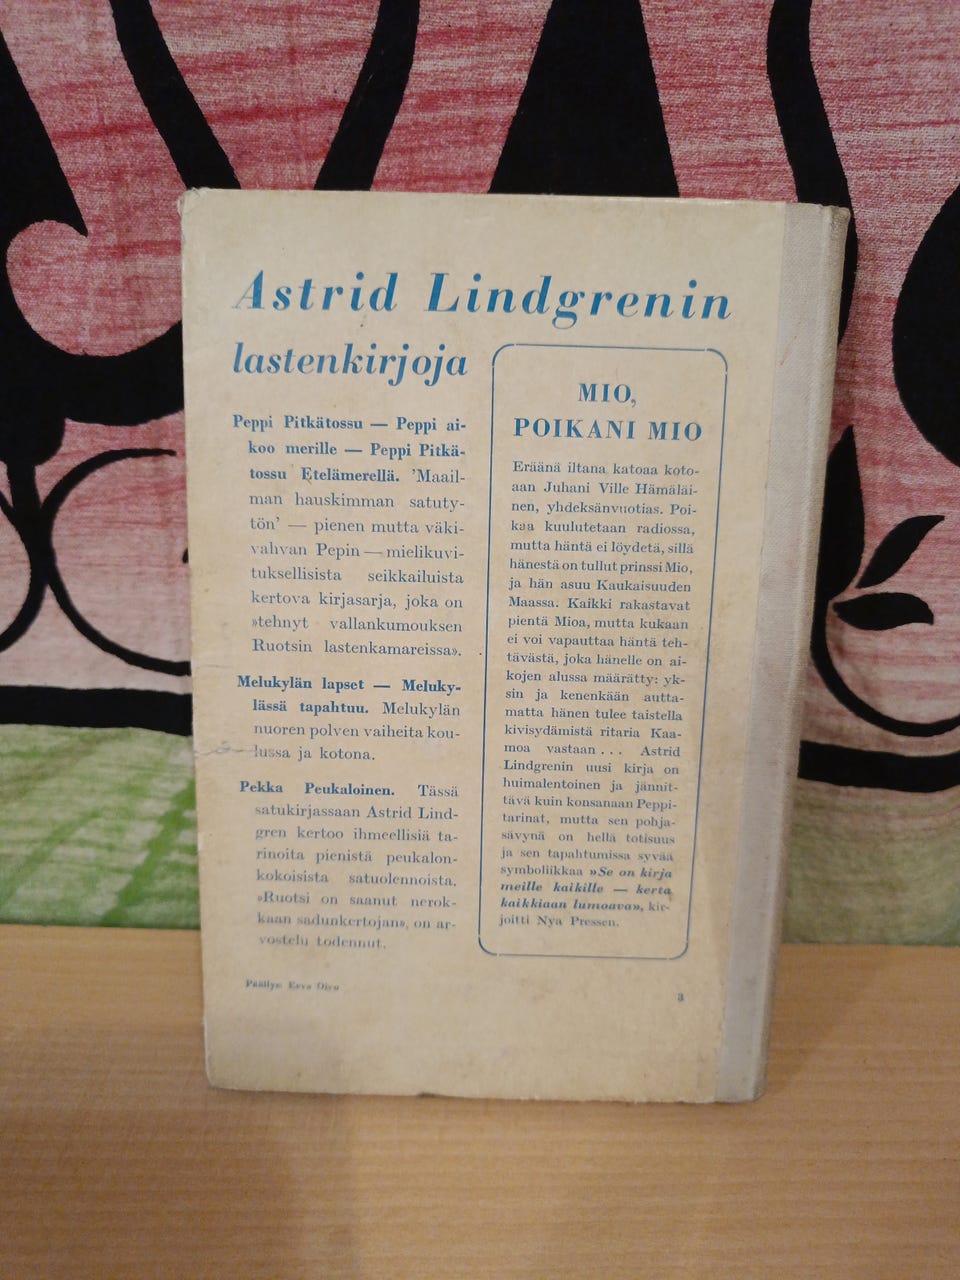 Astrid Lindgrenin
lastenkirjoja
Peppi Pitkätossu — Peppi ai-
koo merille — Peppi Pitkä-
tossu Etelämerellä. 'Maail-
man hauskimman satuty-
tön' — pienen mutta väki-
vahvan Pepin — mielikuvi-
tuksellisista seikkailuista
kertova kirjasarja, joka on
»tehnyt vallankumouksen
Ruotsin lastenkamareissa».
Melukylän lapset — Meluky-
lässä tapahtuu. Melukylän
nuoren polven vaiheita kou-
lussa ja kotona.
Pekka Peukaloinen. Tässä
satukirjassaan Astrid Lind-
gren kertoo ihmeellisiä ta-
rinoita pienistä peukalon-
kokoisista satuolennoista.
»Ruotsi on saanut nerok-
kaan sadunkertojan», on ar-
vostelu todennut.
Päällys: Eeva Oivo
MIO,
POIKANI MIO
Eräänä iltana katoaa koto-
aan Juhani Ville Hämäläi-
nen, yhdeksänvuotias. Poi-
kaa kuulutetaan radiossa,
mutta häntä ei löydetä, sillä
hänestä on tullut prinssi Mio,
ja hän asuu Kaukaisuuden
Maassa. Kaikki rakastavat
pientä Mioa, mutta kukaan
ei voi vapauttaa häntä teh-
tävästä, joka hänelle on ai-
kojen alussa määrätty: yk-
sin ja kenenkään autta-
matta hänen tulee taistella
kivisydämistä ritaria Kaa-
moa vastaan . . . Astrid
Lindgrenin uusi kirja on
huimalentoinen ja jännit-
tävä kuin konsanaan Peppi-
tarinat, mutta sen pohja-
sävynä on hellä totisuus
ja sen tapahtumissa syvää
symboliikkaa »Se on kirja
meille kaikille — kerta
kaikkiaan lumoava», kir-
joitti Nya Pressen.
3